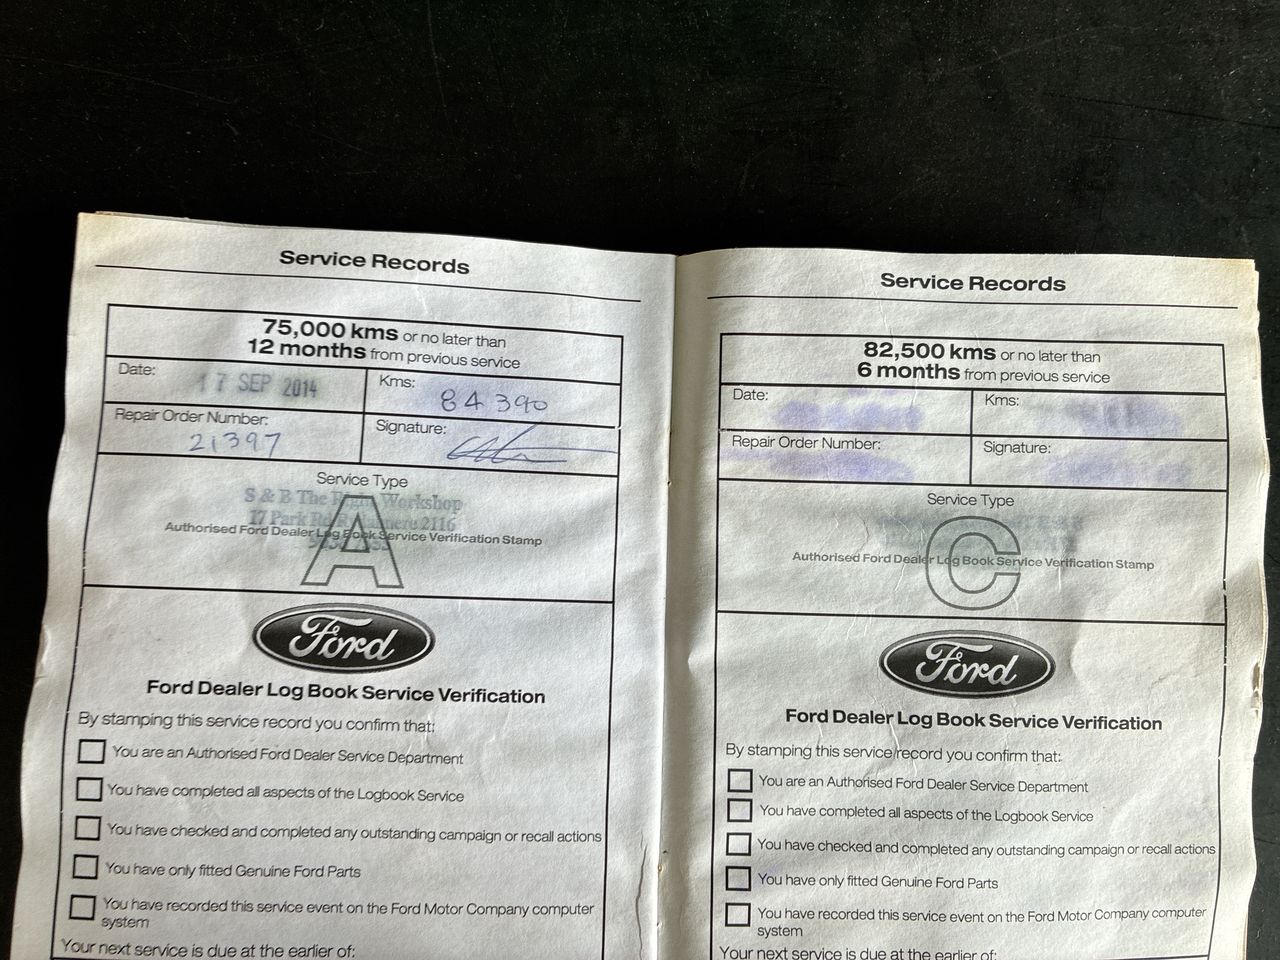 Service Records
75,000 kms or no later than
12 months from previous service
Date: 17 SEP 2014
Kms: 84 390
Repair Order Number: 21397
Signature:
Service Type
S & B The Workshop
17 Park Rd 2116
A
Authorised Ford Dealer Log Book Service Verification Stamp
Ford
Ford Dealer Log Book Service Verification
By stamping this service record you confirm that:
You are an Authorised Ford Dealer Service Department
You have completed all aspects of the Logbook Service
You have checked and completed any outstanding campaign or recall actions
You have only fitted Genuine Ford Parts
You have recorded this service event on the Ford Motor Company computer
system
Your next service is due at the earlier of:
Service Records
82,500 kms or no later than
6 months from previous service
Date:
Kms:
Repair Order Number:
Signature:
Service Type
C
Authorised Ford Dealer Log Book Service Verification Stamp
Ford
Ford Dealer Log Book Service Verification
By stamping this service record you confirm that:
You are an Authorised Ford Dealer Service Department
You have completed all aspects of the Logbook Service
You have checked and completed any outstanding campaign or recall actions
You have only fitted Genuine Ford Parts
You have recorded this service event on the Ford Motor Company computer
system
Your next service is due at the earlier of: